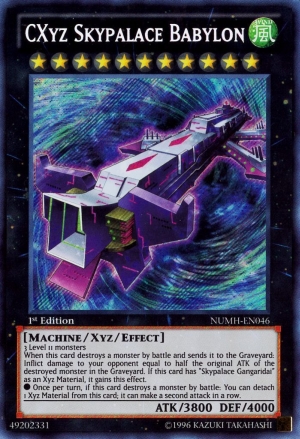 CXyz Skypalace Babylon
風
1st Edition
NUMH-EN046
[Machine/Xyz/Effect]
3 Level 11 monsters
When this card destroys a monster by battle and sends it to the Graveyard:
Inflict damage to your opponent equal to half the original ATK of the
destroyed monster in the Graveyard. If this card has "Skypalace Gangaridai"
as an Xyz Material, it gains this effect.
● Once per turn, if this card destroys a monster by battle: You can detach
1 Xyz Material from this card; it can make a second attack in a row.
ATK/3800 DEF/4000
49202331
©1996 KAZUKI TAKAHASHI